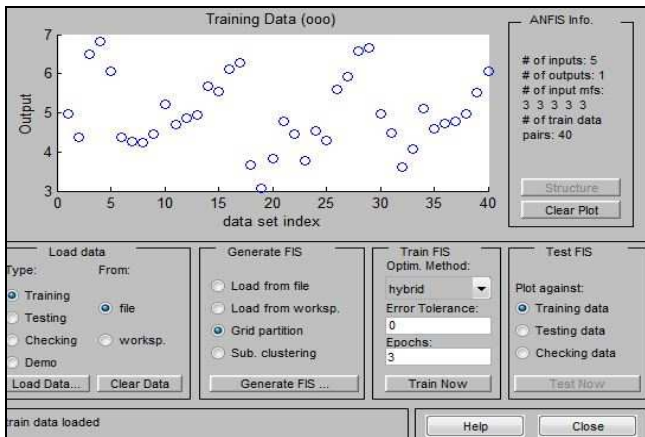 Training Data (ooo)
7
6
5
4
3
Output
0
5
10
15
20
25
30
35
40
data set index
ANFIS Info.
# of inputs: 5
# of outputs: 1
# of input mfs:
3 3 3 3 3
# of train data
pairs: 40
Structure
Clear Plot
Load data
Type:
From:
Training
Testing
Checking
Demo
file
worksp.
Load Data...
Clear Data
Generate FIS
Load from file
Load from worksp.
Grid partition
Sub. clustering
Generate FIS ...
Train FIS
Optim. Method:
hybrid
Error Tolerance:
0
Epochs:
3
Train Now
Test FIS
Plot against:
Training data
Testing data
Checking data
Test Now
train data loaded
Help
Close